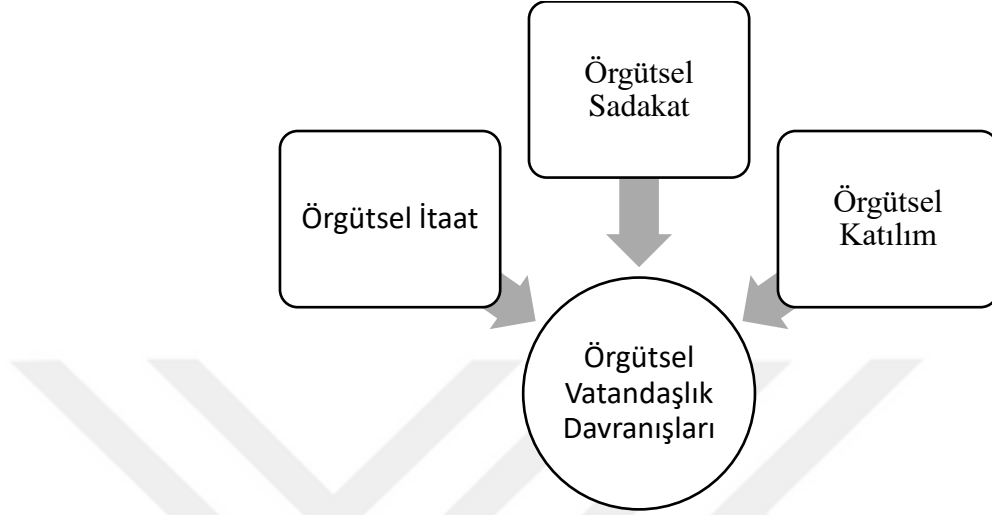 Örgütsel
Sadakat
Örgütsel İtaat
Örgütsel
Katılım
Örgütsel
Vatandaşlık
Davranışları